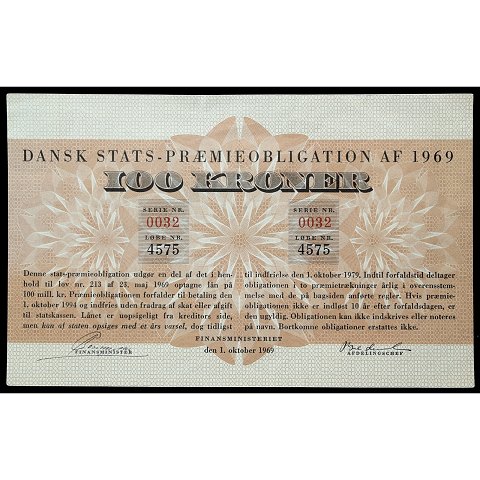 DANSK STATS-PRÆMIEOBLIGATION AF 1969
100 KRONER
SERIE NR.
0032
LØBE NR.
4575
SERIE NR.
0032
LØBE NR.
4575
Denne stats-præmieobligation udgør en del af det i hen-
hold til lov nr. 213 af 28. maj 1969 optagne lån på
100 mill. kr. Præmieobligationen forfalder til betaling den
1. oktober 1994 og indfries uden fradrag af skat eller afgift
til statskassen. Lånet er uopsigeligt fra kreditors side,
men kan af staten opsiges med et års varsel, dog tidligst
til indfrielse den 1. oktober 1979. Indtil forfaldstid deltager
obligationen i præmietrækninger årlig i overensstem-
melse med de på bagsiden anførte regler. Hvis præmie-
obligationen ikke er indløst 10 år efter forfaldsdagen, er
den ugyldig. Obligationen kan ikke indskrives eller noteres
på navn. Bortkomne obligationer erstattes ikke.
FINANSMINISTERIET
den 1. oktober 1969
FINANSMINISTER
AFDELINGSCHEF